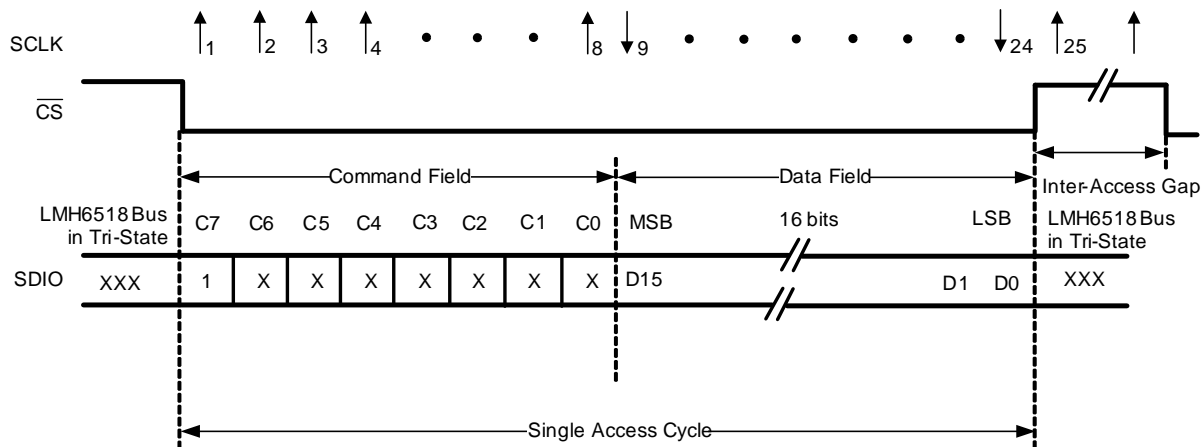 SCLK 1 2 3 4 8 9 24 25
CS
Command Field Data Field
Inter-Access Gap
LMH6518 Bus in Tri-State C7 C6 C5 C4 C3 C2 C1 C0 MSB 16 bits LSB LMH6518 Bus in Tri-State
SDIO XXX 1 X X X X X X X D15 D1 D0 XXX
Single Access Cycle